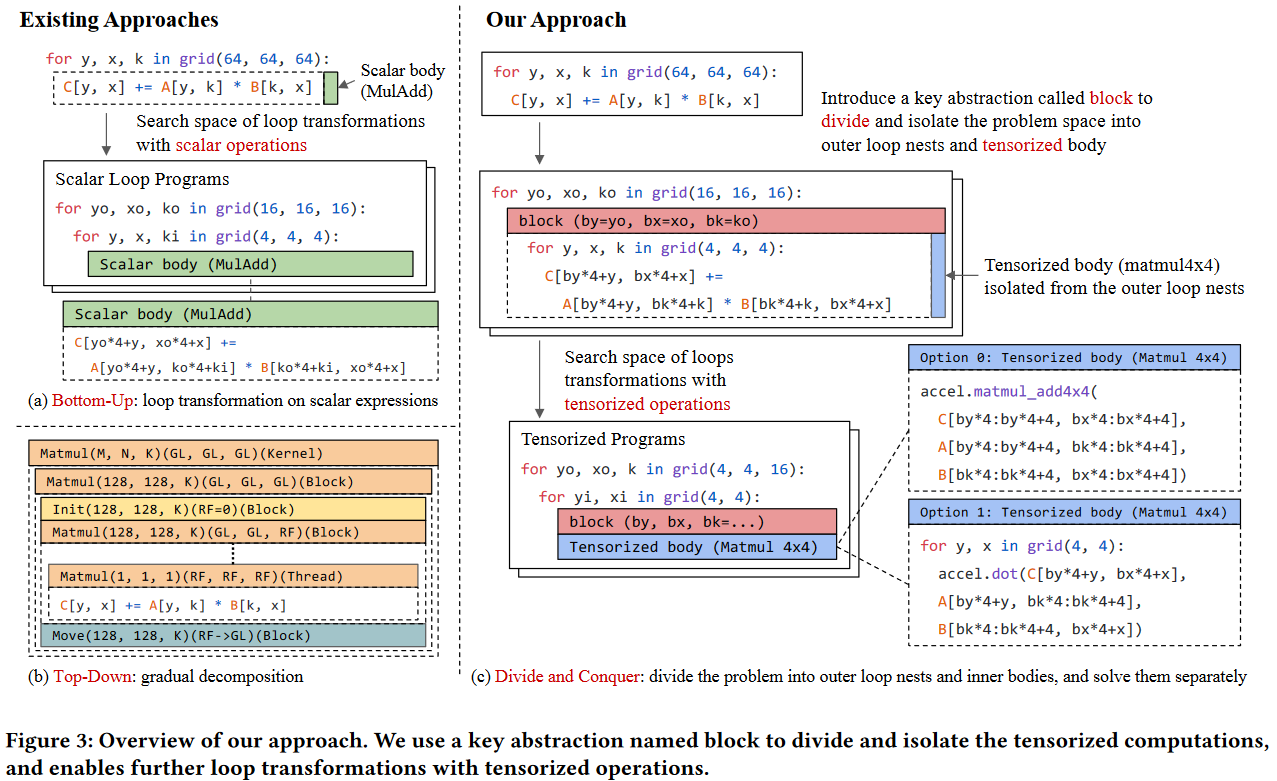 Existing Approaches
for y, x, k in grid(64, 64, 64):
C[y, x] += A[y, k] * B[k, x]
Scalar body
(MulAdd)
Search space of loop transformations
with scalar operations
Scalar Loop Programs
for yo, xo, ko in grid(16, 16, 16):
for y, x, ki in grid(4, 4, 4):
Scalar body (MulAdd)
Scalar body (MulAdd)
C[yo*4+y, xo*4+x] +=
A[yo*4+y, ko*4+ki] * B[ko*4+ki, xo*4+x]
(a) Bottom-Up: loop transformation on scalar expressions
Matmul(M, N, K)(GL, GL, GL)(Kernel)
Matmul(128, 128, K)(GL, GL, GL)(Block)
Init(128, 128, K)(RF=0)(Block)
Matmul(128, 128, K)(GL, GL, RF)(Block)
Matmul(1, 1, 1)(RF, RF, RF)(Thread)
C[y, x] += A[y, k] * B[k, x]
Move(128, 128, K)(RF->GL)(Block)
(b) Top-Down: gradual decomposition
Our Approach
for y, x, k in grid(64, 64, 64):
C[y, x] += A[y, k] * B[k, x]
Introduce a key abstraction called block to
divide and isolate the problem space into
outer loop nests and tensorized body
for yo, xo, ko in grid(16, 16, 16):
block (by=yo, bx=xo, bk=ko)
for y, x, k in grid(4, 4, 4):
C[by*4+y, bx*4+x] +=
A[by*4+y, bk*4+k] * B[bk*4+k, bx*4+x]
Tensorized body (matmul4x4)
isolated from the outer loop nests
Search space of loops
transformations with
tensorized operations
Tensorized Programs
for yo, xo, k in grid(4, 4, 16):
for yi, xi in grid(4, 4):
block (by, bx, bk=...)
Tensorized body (Matmul 4x4)
Option 0: Tensorized body (Matmul 4x4)
accel.matmul_add4x4(
C[by*4:by*4+4, bx*4:bx*4+4],
A[by*4:by*4+4, bk*4:bk*4+4],
B[bk*4:bk*4+4, bx*4:bx*4+4])
Option 1: Tensorized body (Matmul 4x4)
for y, x in grid(4, 4):
accel.dot(C[by*4+y, bx*4+x],
A[by*4+y, bk*4:bk*4+4],
B[bk*4:bk*4+4, bx*4+x])
(c) Divide and Conquer: divide the problem into outer loop nests and inner bodies, and solve them separately
Figure 3: Overview of our approach. We use a key abstraction named block to divide and isolate the tensorized computations,
and enables further loop transformations with tensorized operations.